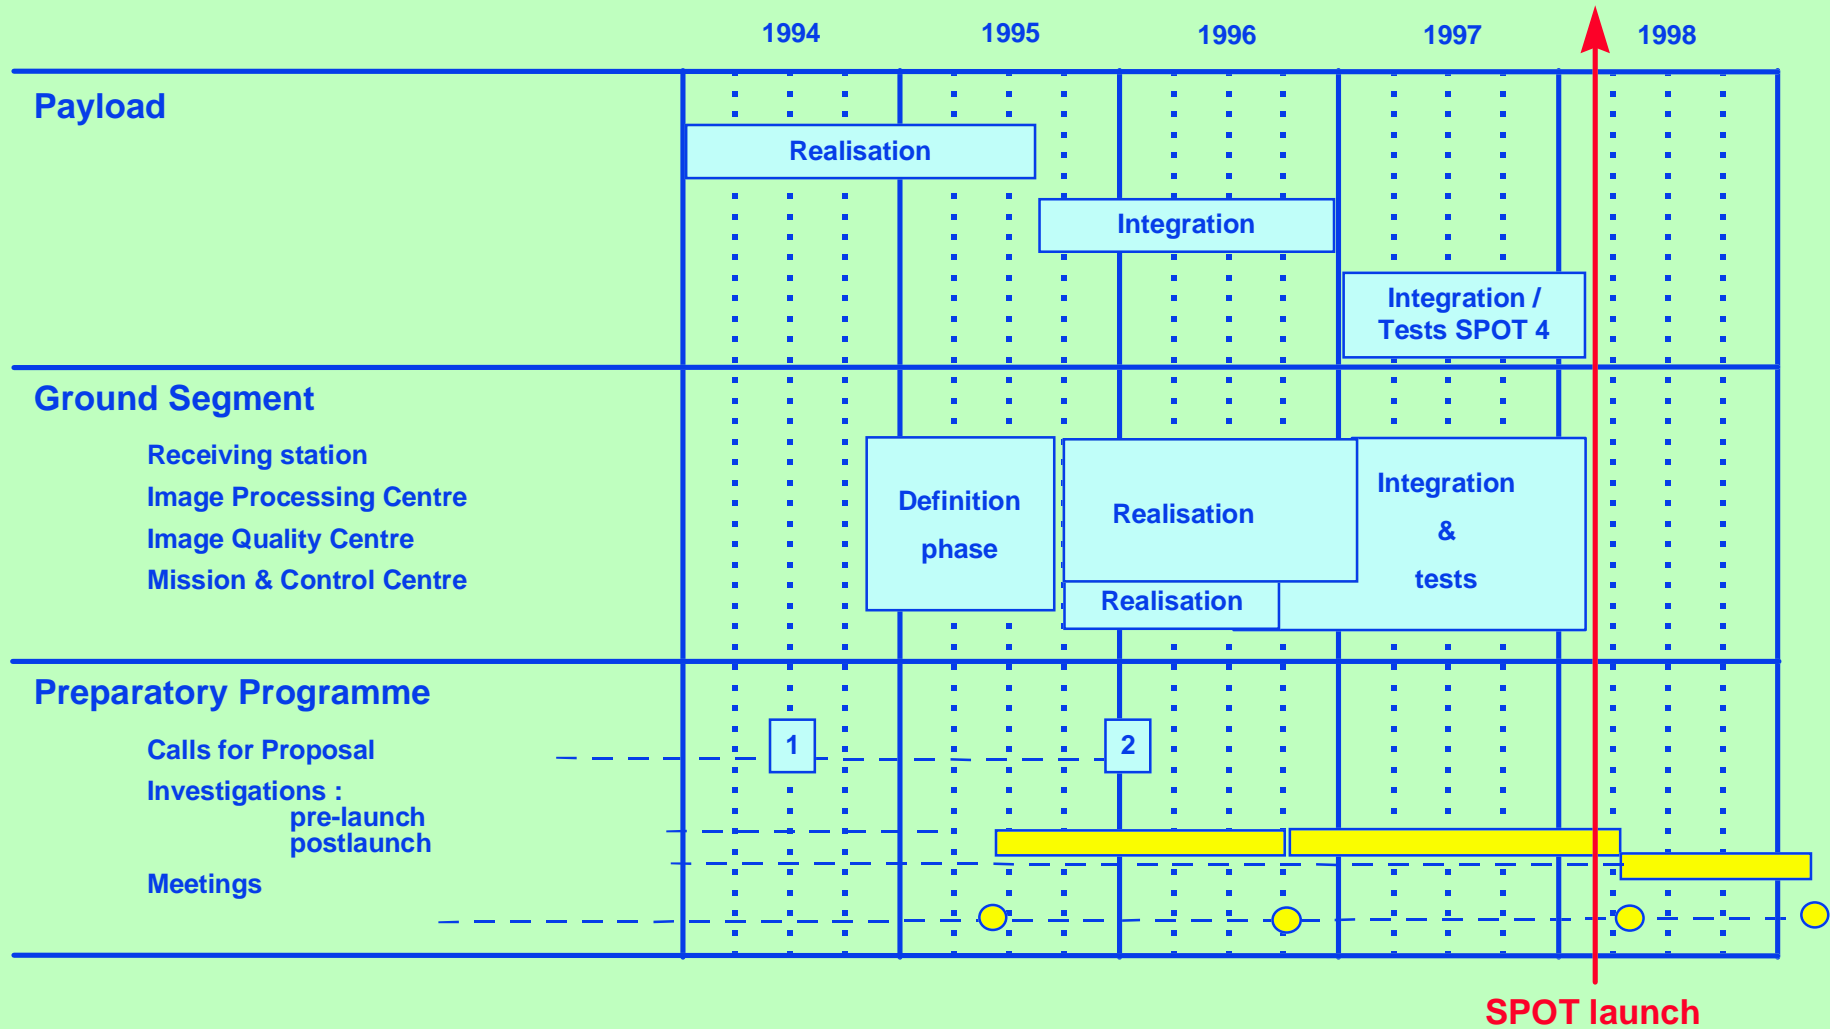 1994 1995 1996 1997 1998
Payload
Realisation
Integration
Integration /
Tests SPOT 4
Ground Segment
Receiving station
Image Processing Centre
Image Quality Centre
Mission & Control Centre
Definition
phase
Realisation
Realisation
Integration
&
tests
Preparatory Programme
Calls for Proposal
1 2
Investigations :
pre-launch
postlaunch
Meetings
SPOT launch